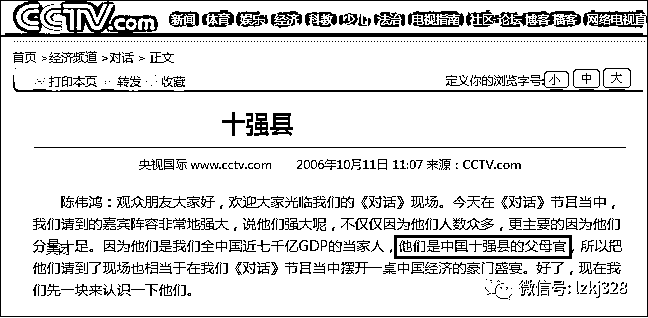 CCTV.com 新闻 体育 娱乐 经济 科教 少儿 法治 电视指南 社区 论坛 博客 播客 网络电视直
首页 >经济频道 >对话 > 正文
打印本页 转发 收藏 定义你的浏览字号: 小 中 大
十强县
央视国际 www.cctv.com 2006年10月11日 11:07 来源:CCTV.com
陈伟鸿:观众朋友大家好,欢迎大家光临我们的《对话》现场。今天在《对话》节目当中,
我们请到的嘉宾阵容非常地强大,说他们强大呢,不仅仅因为他们人数众多,更主要的因为他们
分量十足。因为他们是我们全中国近七千亿GDP的当家人,他们是中国十强县的父母官,所以把
他们请到了现场也相当于在我们《对话》节目当中摆开一桌中国经济的豪门盛宴。好了,现在我
们先一块来认识一下他们。
微信号: lzkj328